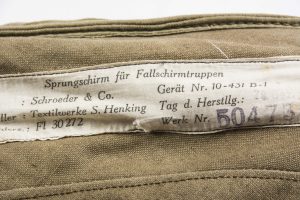 Sprungschirm für Fallschirmtruppen
: Schroeder & Co. Gerät Nr. 10-431 B-1
ller : Textilwerke S. Henking Tag d. Herstllg.:
: Fl 30272 Werk Nr. 50473